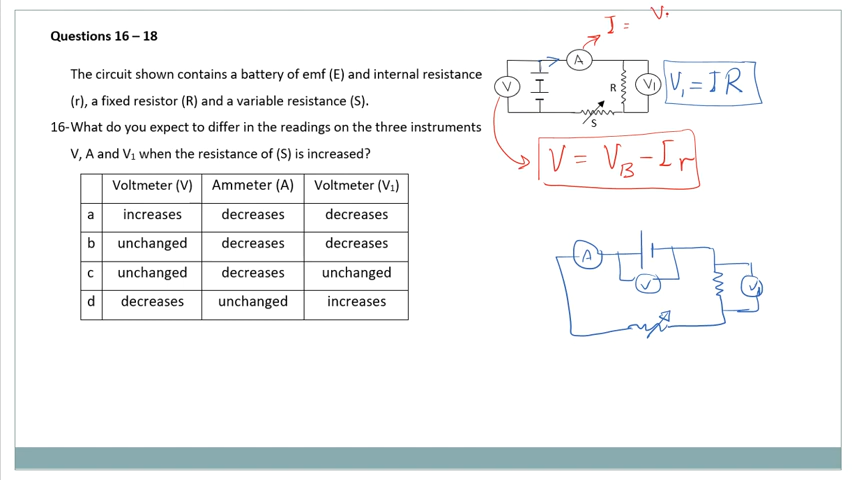 Questions 16 – 18
The circuit shown contains a battery of emf (E) and internal resistance
(r), a fixed resistor (R) and a variable resistance (S).
16-What do you expect to differ in the readings on the three instruments
V, A and V₁ when the resistance of (S) is increased?
Voltmeter (V) Ammeter (A) Voltmeter (V₁)
a increases decreases decreases
b unchanged decreases decreases
c unchanged decreases unchanged
d decreases unchanged increases
I = V
A
V
R
V₁
S
V₁ = I R
V = V_B - I r
A
V
V₁